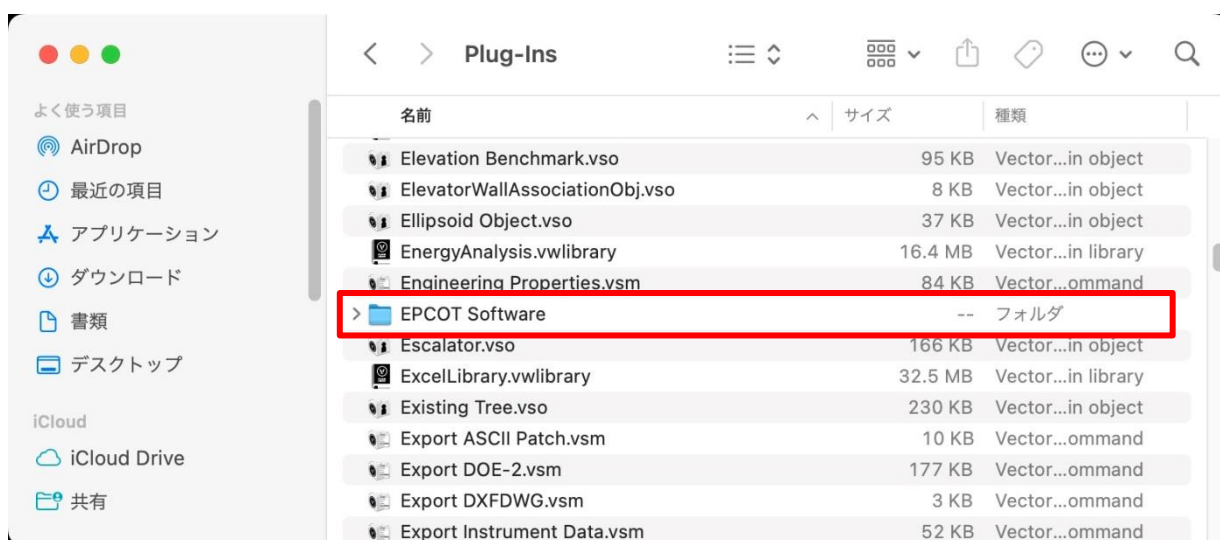 Plug-Ins
よく使う項目
AirDrop
最近の項目
アプリケーション
ダウンロード
書類
デスクトップ
iCloud
iCloud Drive
共有
名前 サイズ 種類
Elevation Benchmark.vso 95 KB Vector...in object
ElevatorWallAssociationObj.vso 8 KB Vector...in object
Ellipsoid Object.vso 37 KB Vector...in object
EnergyAnalysis.vwlibrary 16.4 MB Vector...in library
Engineering Properties.vsm 84 KB Vector...ommand
EPCOT Software -- フォルダ
Escalator.vso 166 KB Vector...in object
ExcelLibrary.vwlibrary 32.5 MB Vector...in library
Existing Tree.vso 230 KB Vector...in object
Export ASCII Patch.vsm 10 KB Vector...ommand
Export DOE-2.vsm 177 KB Vector...ommand
Export DXFDWG.vsm 3 KB Vector...ommand
Export Instrument Data.vsm 52 KB Vector...ommand